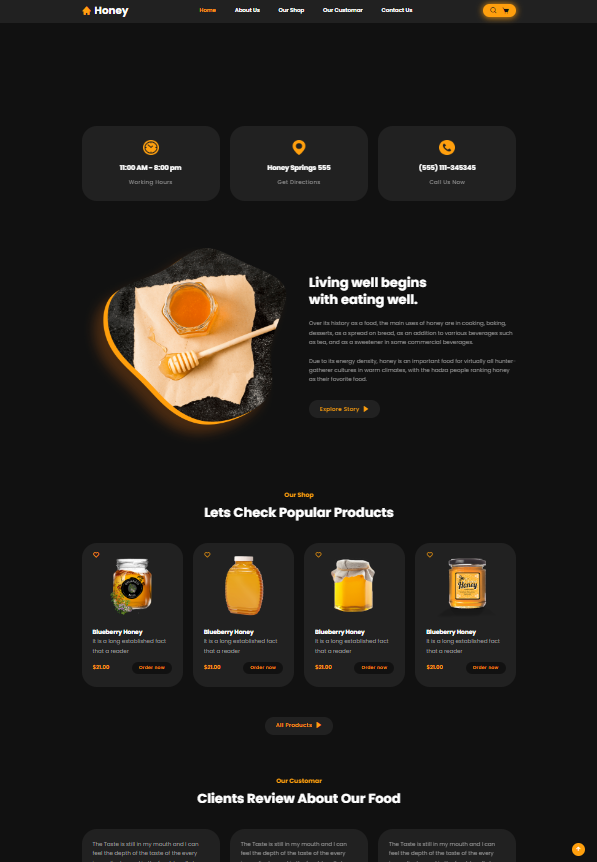 Honey
Home
About Us
Our Shop
Our Customar
Contact Us
11:00 AM - 8:00 pm
Working Hours
Honey Springs 555
Get Directions
(555) 111-345345
Call Us Now
Living well begins
with eating well.
Over its history as a food, the main uses of honey are in cooking, baking,
desserts, as a spread on bread, as an addition to various beverages such
as tea, and as a sweetener in some commercial beverages.
Due to its energy density, honey is an important food for virtually all hunter-
gatherer cultures in warm climates, with the hadza people ranking honey
as their favorite food.
Explore Story
Our Shop
Lets Check Popular Products
Honey
Blueberry Honey
It is a long established fact
that a reader
$21.00
Order now
Blueberry Honey
It is a long established fact
that a reader
$21.00
Order now
Blueberry Honey
It is a long established fact
that a reader
$21.00
Order now
Blueberry Honey
It is a long established fact
that a reader
$21.00
Order now
All Products
Our Customar
Clients Review About Our Food
The Taste is still in my mouth and I can
feel the depth of the taste of the every
The Taste is still in my mouth and I can
feel the depth of the taste of the every
The Taste is still in my mouth and I can
feel the depth of the taste of the every